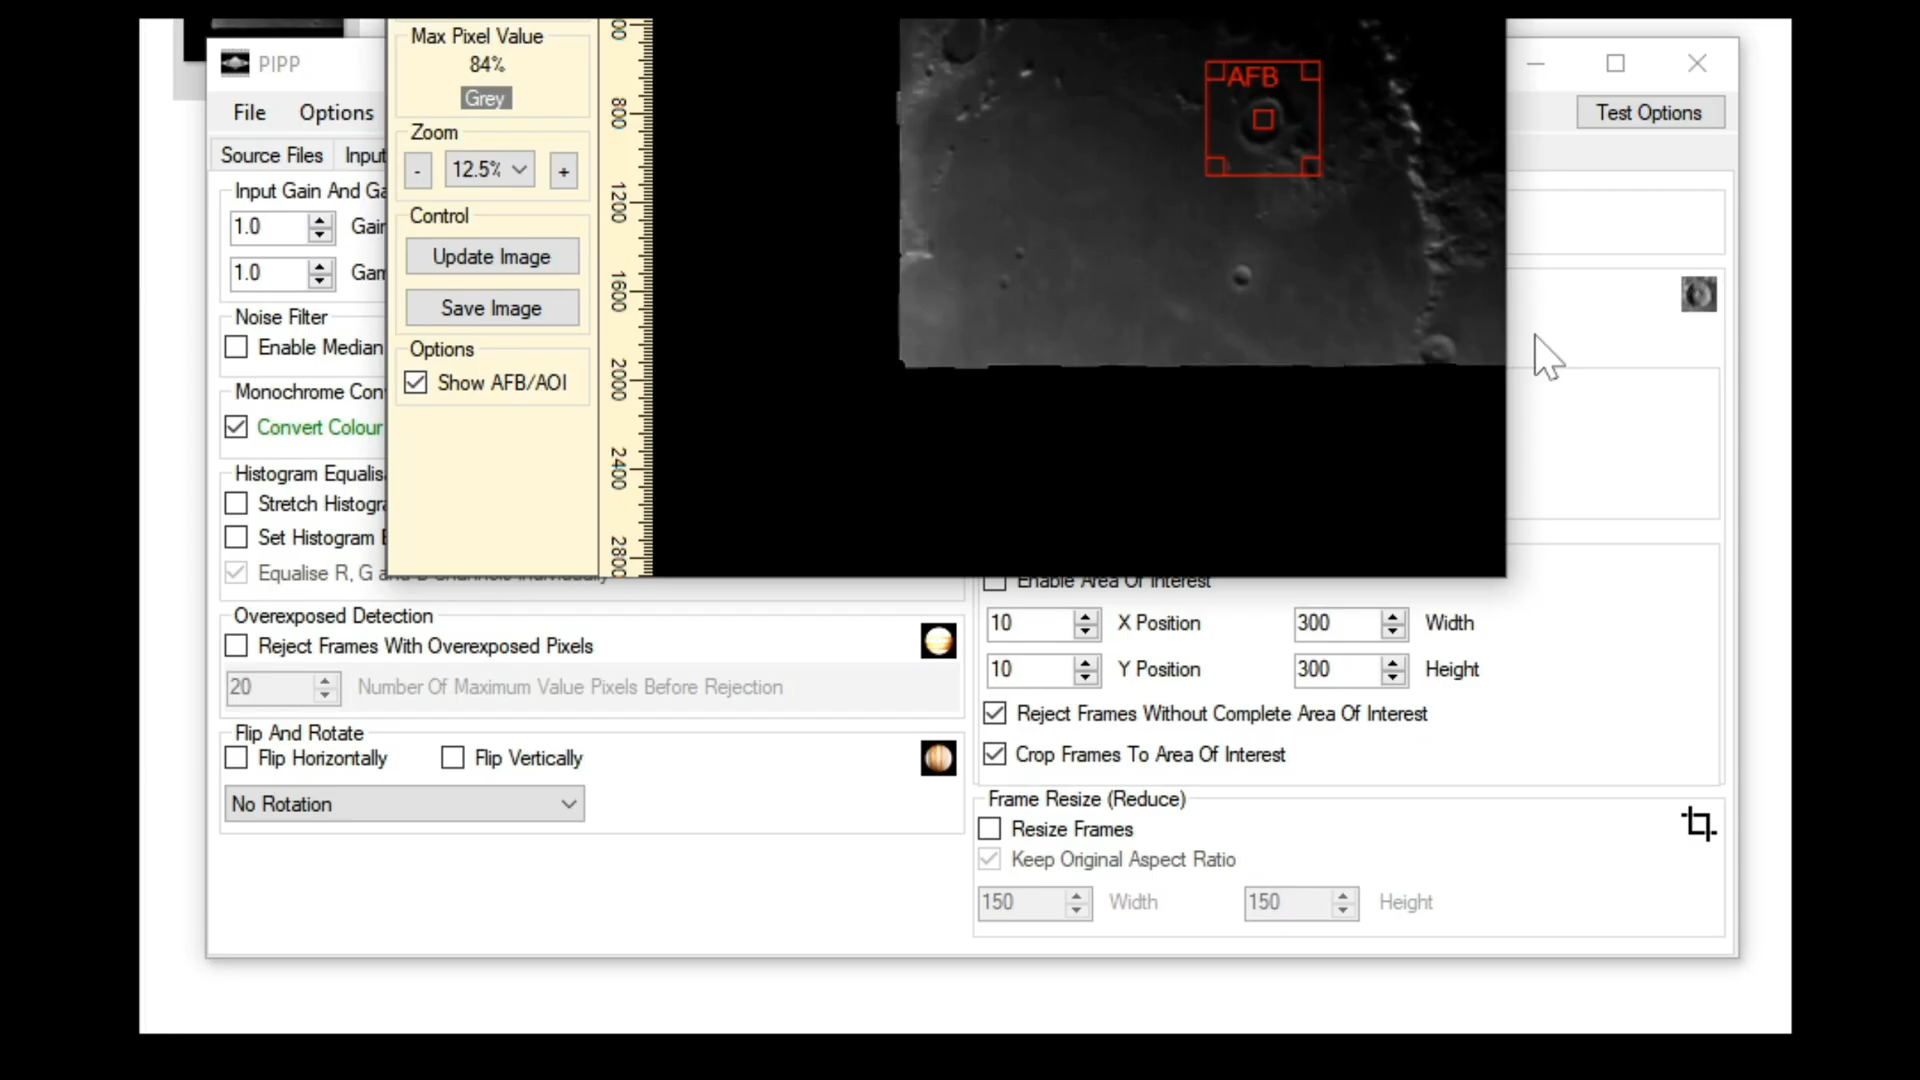 PIPP
File
Options
Test Options
Source Files
Input
Input Gain And Ga
1.0
Gain
1.0
Gam
Noise Filter
Enable Median
Monochrome Con
Convert Colour
Histogram Equalis
Stretch Histogra
Set Histogram
Equalise R, G and
Overexposed Detection
Reject Frames With Overexposed Pixels
20
Number Of Maximum Value Pixels Before Rejection
Flip And Rotate
Flip Horizontally
Flip Vertically
No Rotation
Max Pixel Value
84%
Grey
Zoom
-
12.5%
+
Control
Update Image
Save Image
Options
Show AFB/AOI
800
1200
1600
2000
2400
2800
AFB
Enable Area Of Interest
10
X Position
300
Width
10
Y Position
300
Height
Reject Frames Without Complete Area Of Interest
Crop Frames To Area Of Interest
Frame Resize (Reduce)
Resize Frames
Keep Original Aspect Ratio
150
Width
150
Height